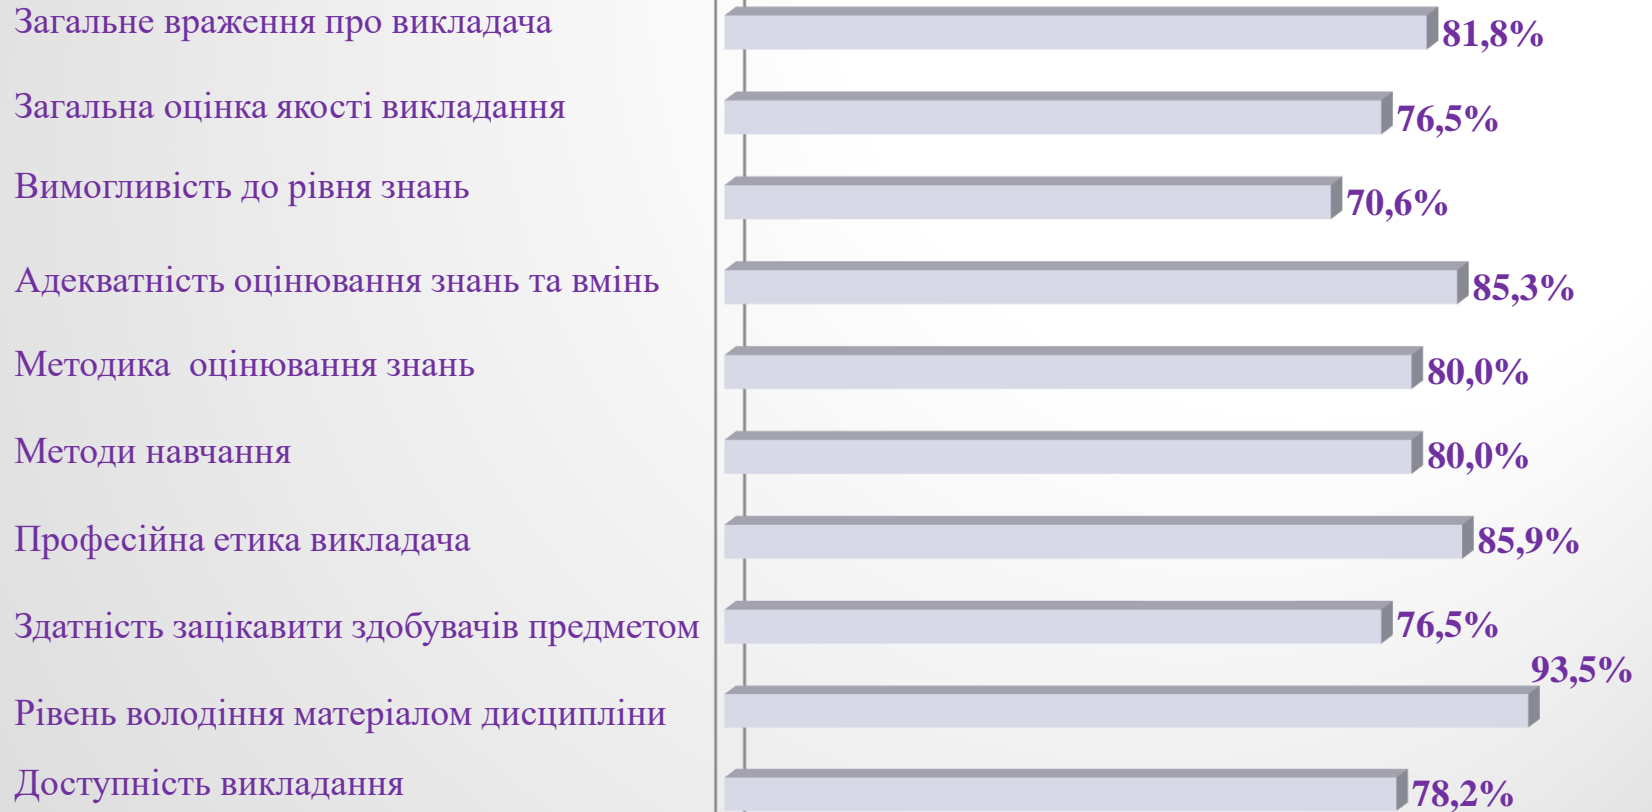 Загальне враження про викладача
81,8%
Загальна оцінка якості викладання
76,5%
Вимогливість до рівня знань
70,6%
Адекватність оцінювання знань та вмінь
85,3%
Методика  оцінювання знань
80,0%
Методи навчання
80,0%
Професійна етика викладача
85,9%
Здатність зацікавити здобувачів предметом
76,5%
Рівень володіння матеріалом дисципліни
93,5%
Доступність викладання
78,2%